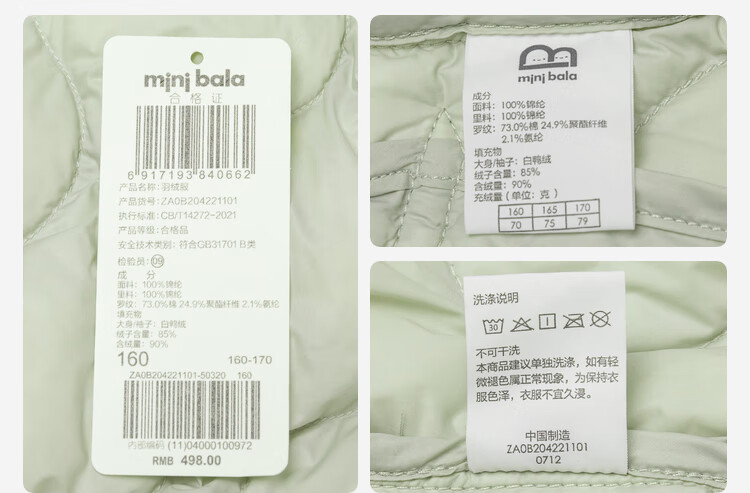 mini bala
合格证
6 917193 840662
产品名称: 羽绒服
产品货号: ZA0B204221101
执行标准: GB/T14272-2021
产品等级: 合格品
安全技术类别: 符合GB31701 B类
检验员: 09
成 分
面料: 100%锦纶
里料: 100%锦纶
罗纹: 73.0%棉 24.9%聚酯纤维 2.1%氨纶
填充物
大身/袖子: 白鸭绒
绒子含量: 85%
含绒量: 90%
160 160-170
ZA0B204221101-50320 160
内部编码 (11)04000100972
RMB 498.00
mini bala
成分
面料: 100%锦纶
里料: 100%锦纶
罗纹: 73.0%棉 24.9%聚酯纤维
2.1%氨纶
填充物
大身/袖子: 白鸭绒
绒子含量: 85%
含绒量: 90%
充绒量 (单位: 克)
160 165 170
70 75 79
洗涤说明
30
不可干洗
本商品建议单独洗涤, 如有轻
微褪色属正常现象, 为保持衣
服色泽, 衣服不宜久浸。
中国制造
ZA0B204221101
0712